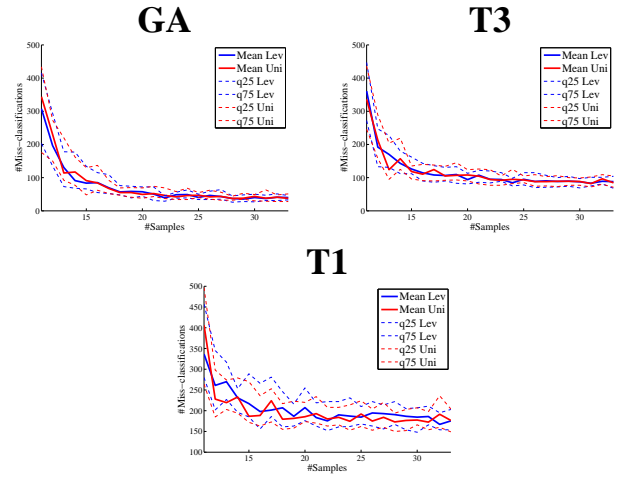 GA
500
400
300
200
100
0
#Miss−classifications
15
20
25
30
#Samples
Mean Lev
Mean Uni
q25 Lev
q75 Lev
q25 Uni
q75 Uni
T3
500
400
300
200
100
0
#Miss−classifications
15
20
25
30
#Samples
Mean Lev
Mean Uni
q25 Lev
q75 Lev
q25 Uni
q75 Uni
T1
500
450
400
350
300
250
200
150
100
#Miss−classifications
15
20
25
30
#Samples
Mean Lev
Mean Uni
q25 Lev
q75 Lev
q25 Uni
q75 Uni